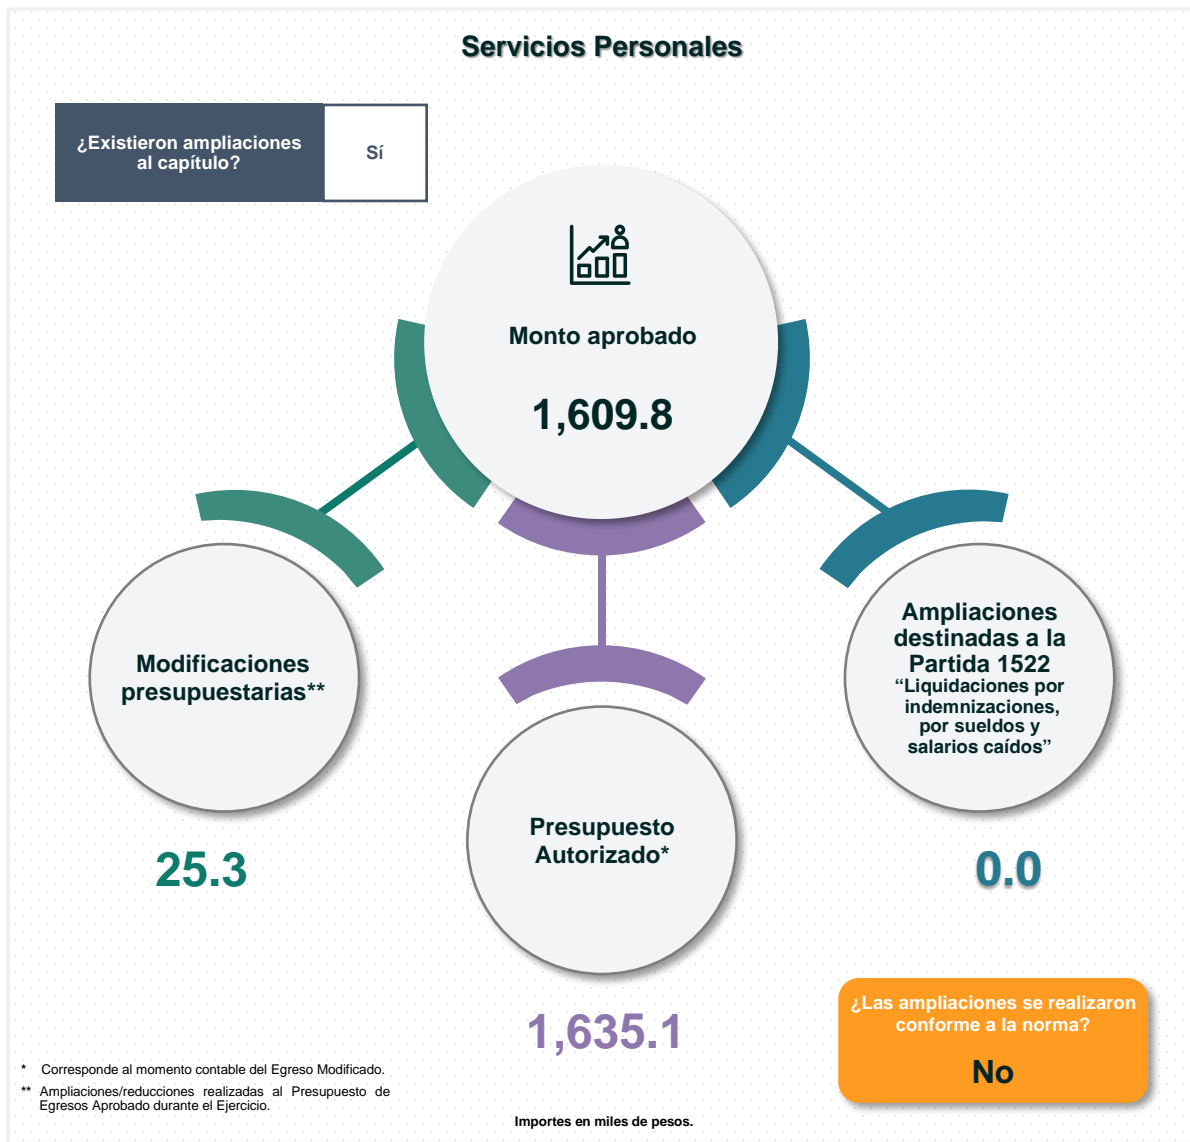 Servicios Personales
¿Existieron ampliaciones
al capítulo?
Sí
Monto aprobado
1,609.8
Modificaciones
presupuestarias**
25.3
Presupuesto
Autorizado*
1,635.1
Ampliaciones
destinadas a la
Partida 1522
“Liquidaciones por
indemnizaciones,
por sueldos y
salarios caídos”
0.0
¿Las ampliaciones se realizaron
conforme a la norma?
No
* Corresponde al momento contable del Egreso Modificado.
** Ampliaciones/reducciones realizadas al Presupuesto de
Egresos Aprobado durante el Ejercicio.
Importes en miles de pesos.